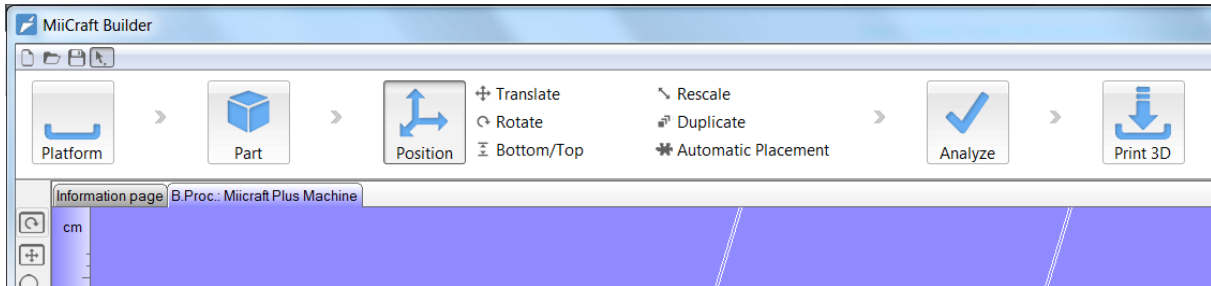 MiiCraft Builder
Translate
Rescale
Rotate
Duplicate
Bottom/Top
Automatic Placement
Platform
Part
Position
Analyze
Print 3D
Information page
B.Proc.: Miicraft Plus Machine
cm